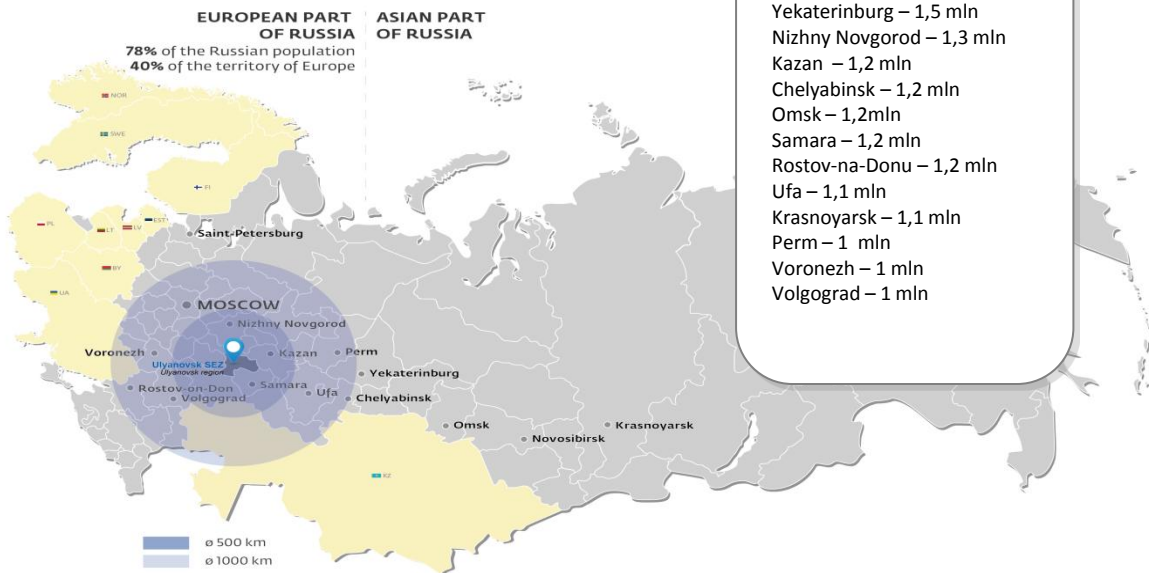 EUROPEAN PART
OF RUSSIA
78% of the Russian population
40% of the territory of Europe
ASIAN PART
OF RUSSIA
Yekaterinburg – 1,5 mln
Nizhny Novgorod – 1,3 mln
Kazan – 1,2 mln
Chelyabinsk – 1,2 mln
Omsk – 1,2mln
Samara – 1,2 mln
Rostov-na-Donu – 1,2 mln
Ufa – 1,1 mln
Krasnoyarsk – 1,1 mln
Perm – 1 mln
Voronezh – 1 mln
Volgograd – 1 mln
NOR
SWE
FI
PL
LT
LV
EST
BY
UA
Saint-Petersburg
MOSCOW
Nizhny Novgorod
Voronezh
Ulyanovsk SEZ
Ulyanovsk region
Kazan
Perm
Yekaterinburg
Rostov-on-Don
Samara
Volgograd
Ufa
Chelyabinsk
Omsk
Novosibirsk
Krasnoyarsk
KZ
ø 500 km
ø 1000 km